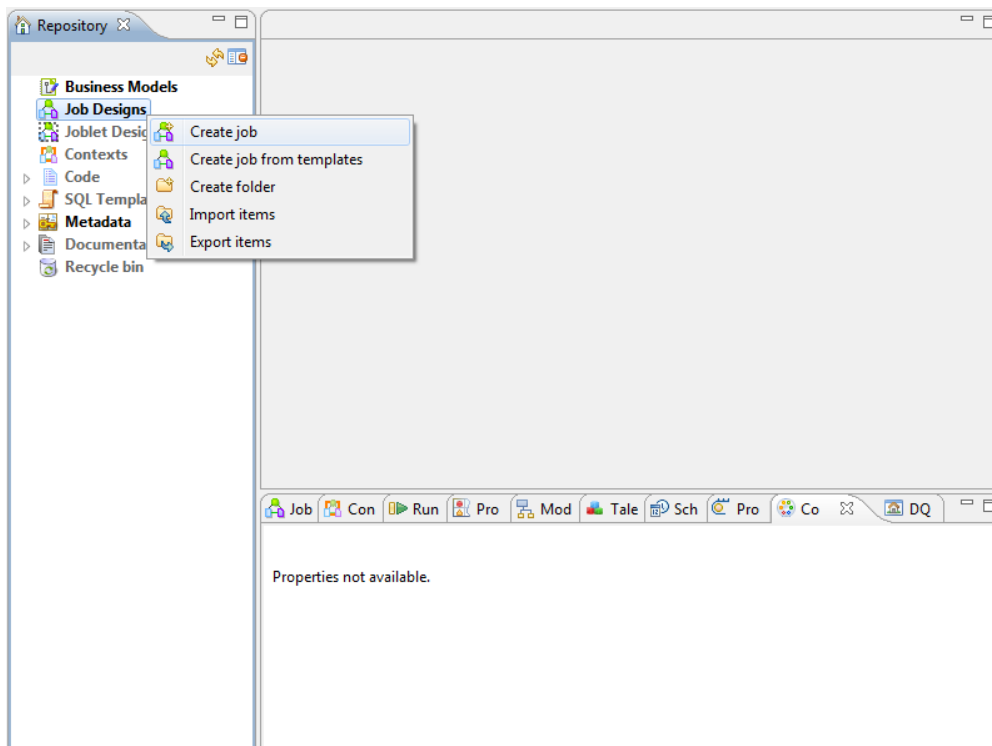 Repository
Business Models
Job Designs
Joblet Desig
Contexts
Code
SQL Templa
Metadata
Documenta
Recycle bin
Create job
Create job from templates
Create folder
Import items
Export items
Job Con Run Pro Mod Tale Sch Pro Co DQ
Properties not available.